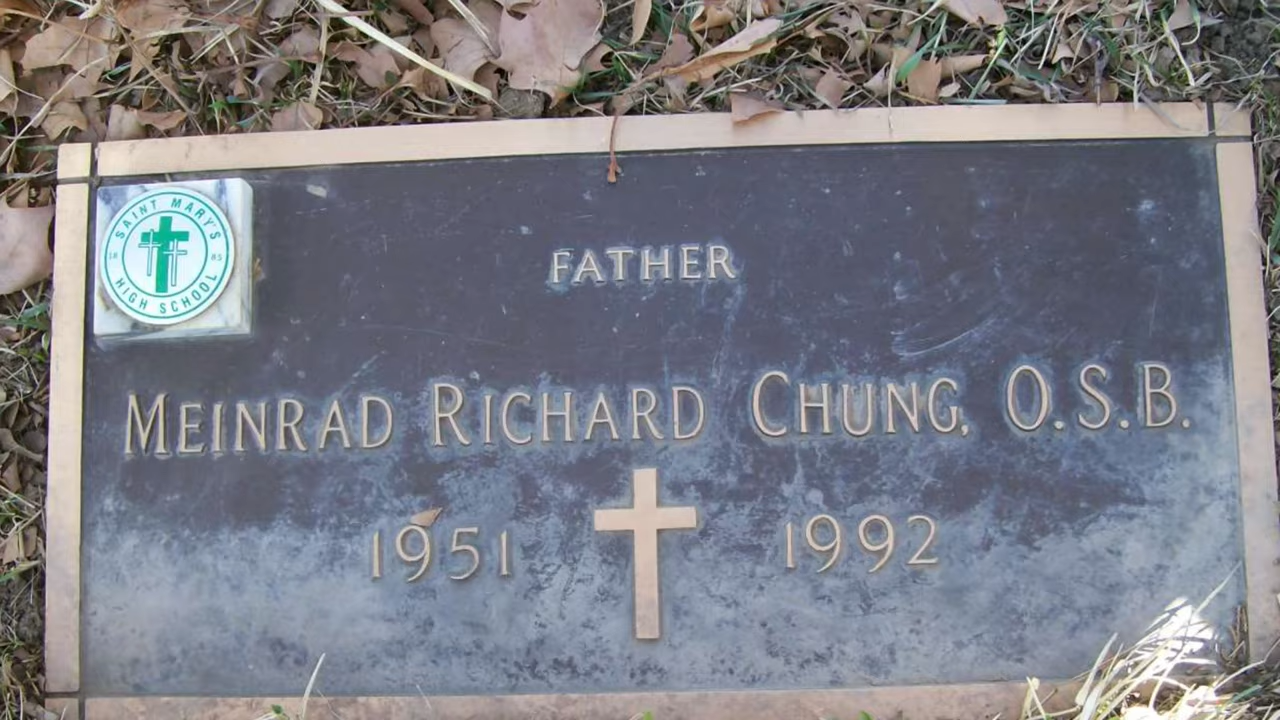 SAINT MARY'S
18 85
HIGH SCHOOL
FATHER
MEINRAD RICHARD CHUNG, O.S.B.
1951 1992